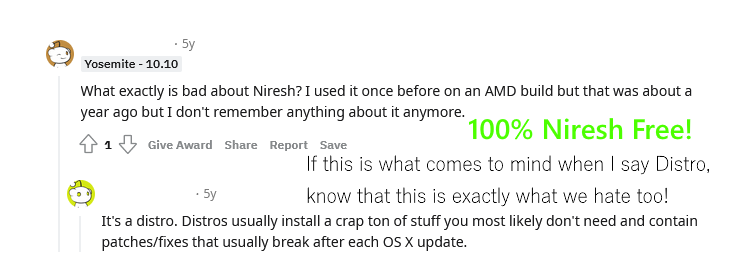 · 5y
Yosemite - 10.10
What exactly is bad about Niresh? I used it once before on an AMD build but that was about a
year ago but I don't remember anything about it anymore.
100% Niresh Free!
1 Give Award Share Report Save
If this is what comes to mind when I say Distro,
know that this is exactly what we hate too!
· 5y
It's a distro. Distros usually install a crap ton of stuff you most likely don't need and contain
patches/fixes that usually break after each OS X update.